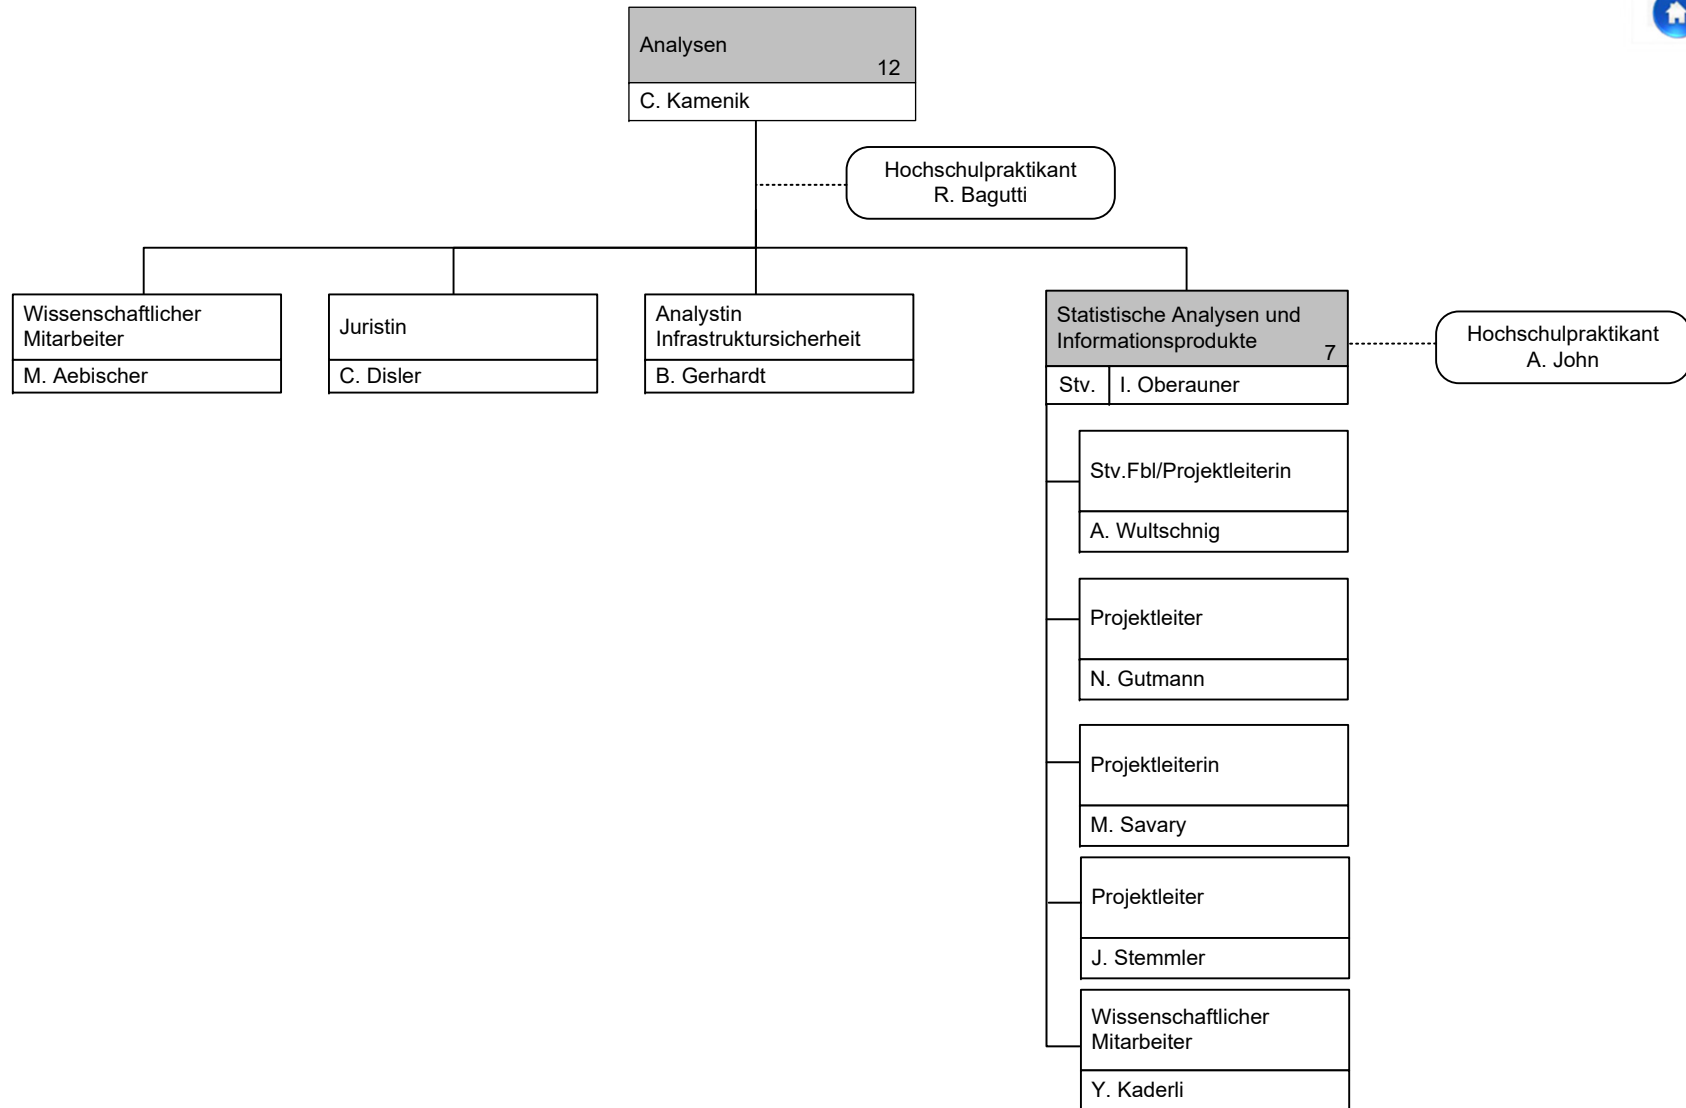 Analysen
12
C. Kamenik
Hochschulpraktikant
R. Bagutti
Wissenschaftlicher
Mitarbeiter
M. Aebischer
Juristin
C. Disler
Analystin
Infrastruktursicherheit
B. Gerhardt
Statistische Analysen und
Informationsprodukte
7
Stv. I. Oberauner
Hochschulpraktikant
A. John
Stv.Fbl/Projektleiterin
A. Wultschnig
Projektleiter
N. Gutmann
Projektleiterin
M. Savary
Projektleiter
J. Stemmler
Wissenschaftlicher
Mitarbeiter
Y. Kaderli